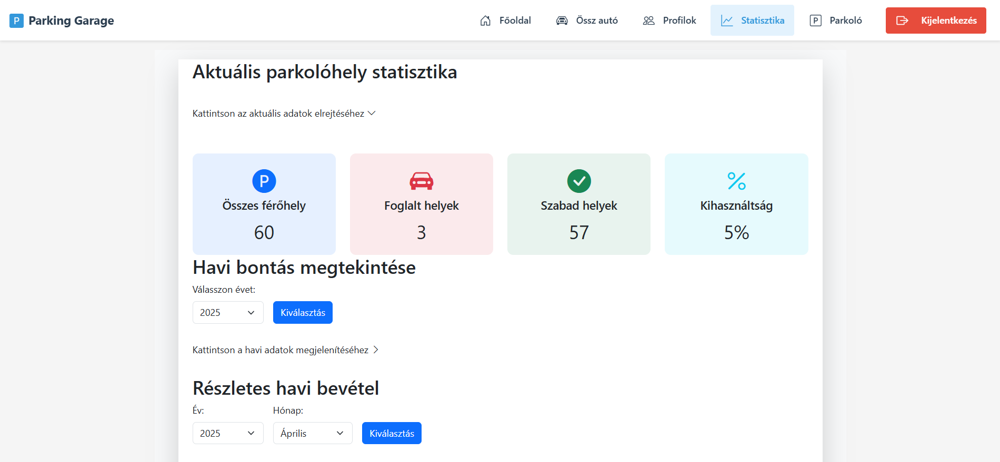 P Parking Garage
Főoldal
Össz autó
Profilok
Statisztika
P Parkoló
Kijelentkezés
Aktuális parkolóhely statisztika
Kattintson az aktuális adatok elrejtéséhez
P
Összes férőhely
60
Foglalt helyek
3
Szabad helyek
57
%
Kihasználtság
5%
Havi bontás megtekintése
Válasszon évet:
2025
Kiválasztás
Kattintson a havi adatok megjelenítéséhez
Részletes havi bevétel
Év:
Hónap:
2025
Április
Kiválasztás